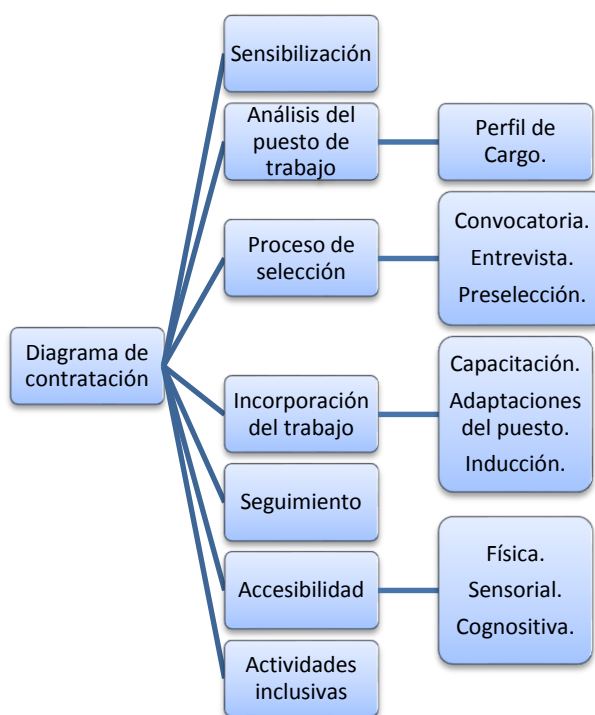 Sensibilización
Análisis del
puesto de
trabajo
Perfil de
Cargo.
Proceso de
selección
Convocatoria.
Entrevista.
Preselección.
Diagrama de
contratación
Incorporación
del trabajo
Capacitación.
Adaptaciones
del puesto.
Inducción.
Seguimiento
Accesibilidad
Física.
Sensorial.
Cognositiva.
Actividades
inclusivas